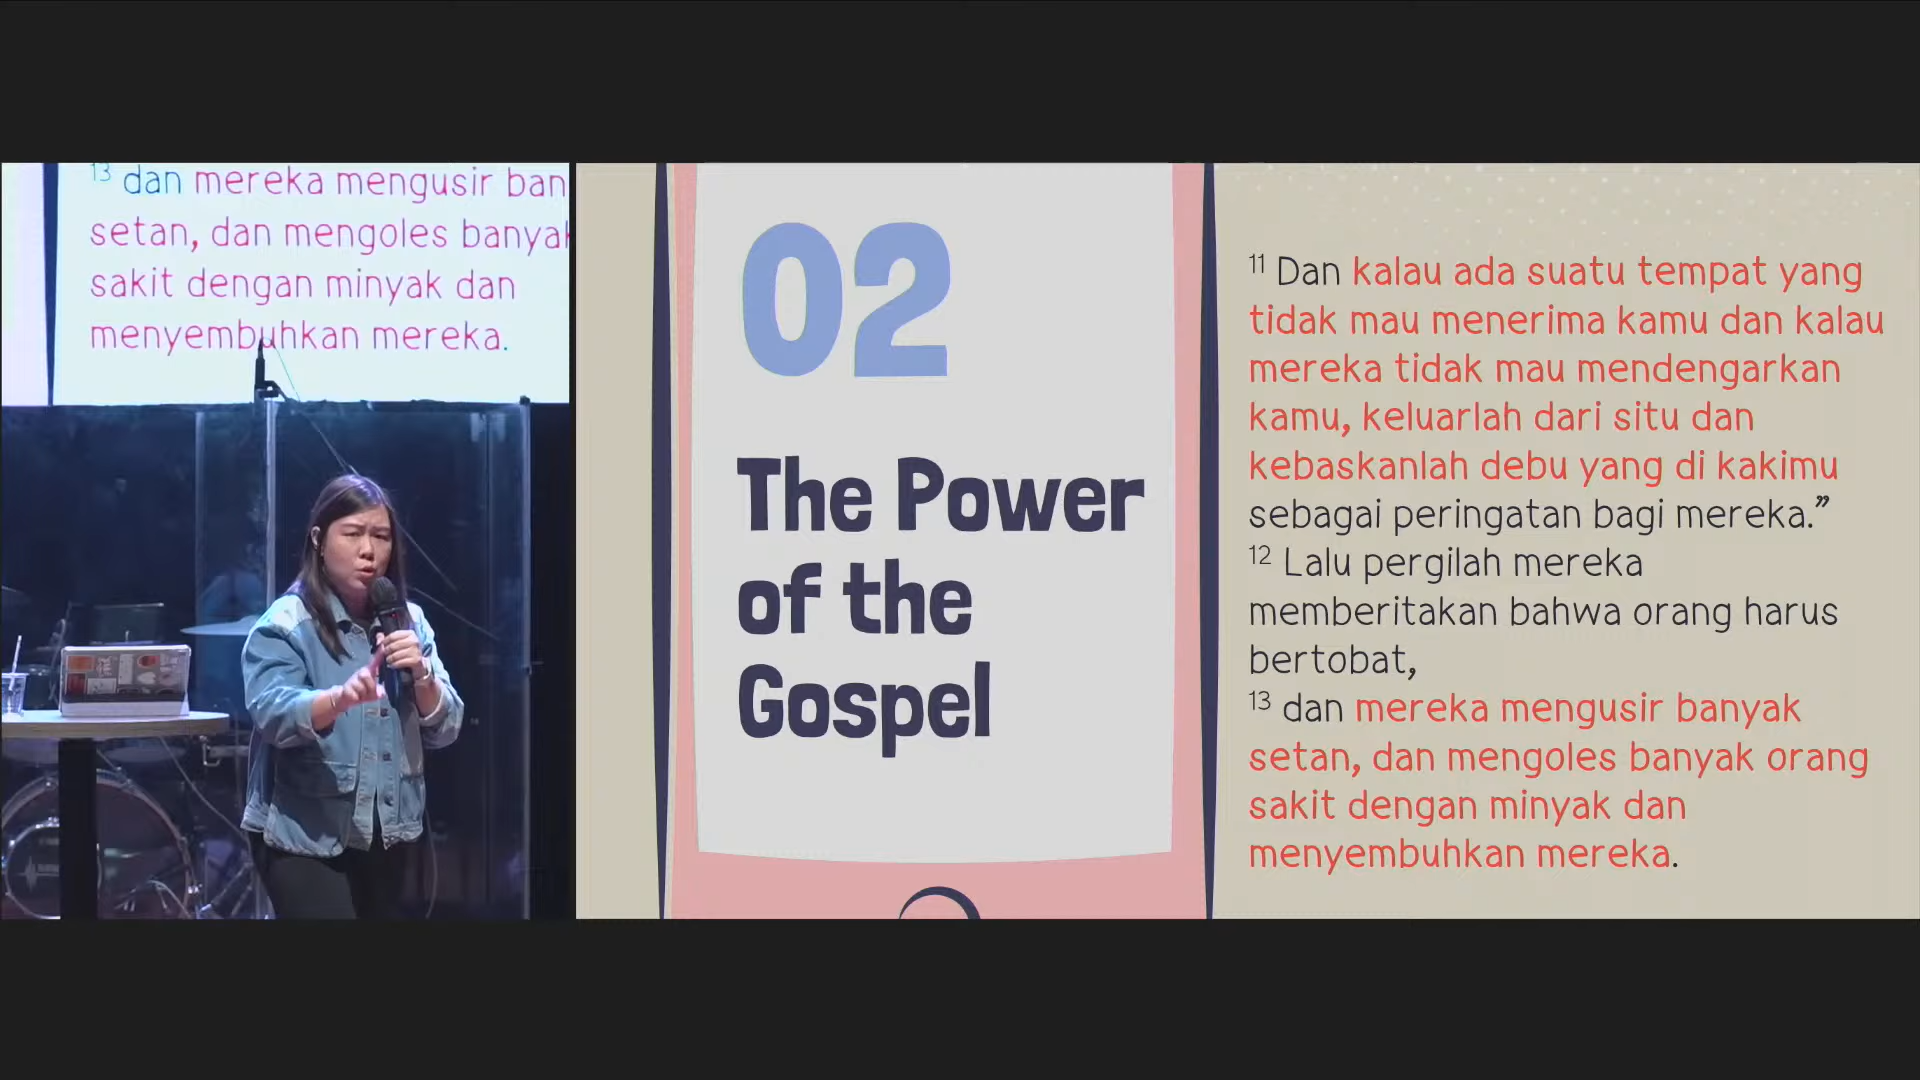 13 dan mereka mengusir ban
setan, dan mengoles banya
sakit dengan minyak dan
menyembuhkan mereka.
02
The Power
of the
Gospel
11 Dan kalau ada suatu tempat yang
tidak mau menerima kamu dan kalau
mereka tidak mau mendengarkan
kamu, keluarlah dari situ dan
kebaskanlah debu yang di kakimu
sebagai peringatan bagi mereka.”
12 Lalu pergilah mereka
memberitakan bahwa orang harus
bertobat,
13 dan mereka mengusir banyak
setan, dan mengoles banyak orang
sakit dengan minyak dan
menyembuhkan mereka.